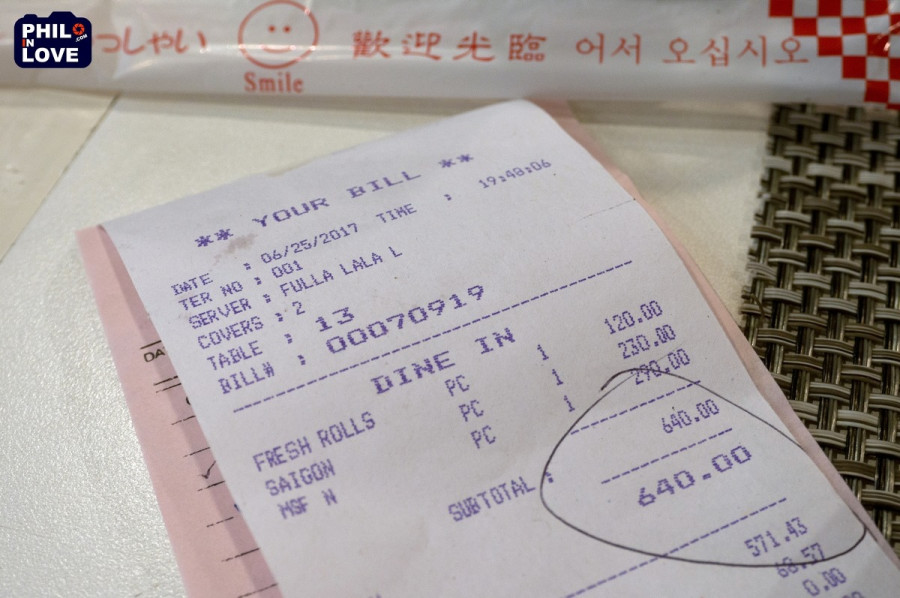 PHIL
IN
.COM
LOVE
っしゃい
Smile
歡迎光臨
어서 오십시오
** YOUR BILL **
DATE : 06/25/2017 TIME : 19:48:06
TER NO : 001
SERVER : FULLA LALA L
COVERS : 2
TABLE : 13
BILL# : 00070919
DINE IN
FRESH ROLLS PC 1 120.00
SAIGON PC 1 230.00
MSF N PC 1 290.00
SUBTOTAL : 640.00
640.00
571.43
68.57
0.00
DA